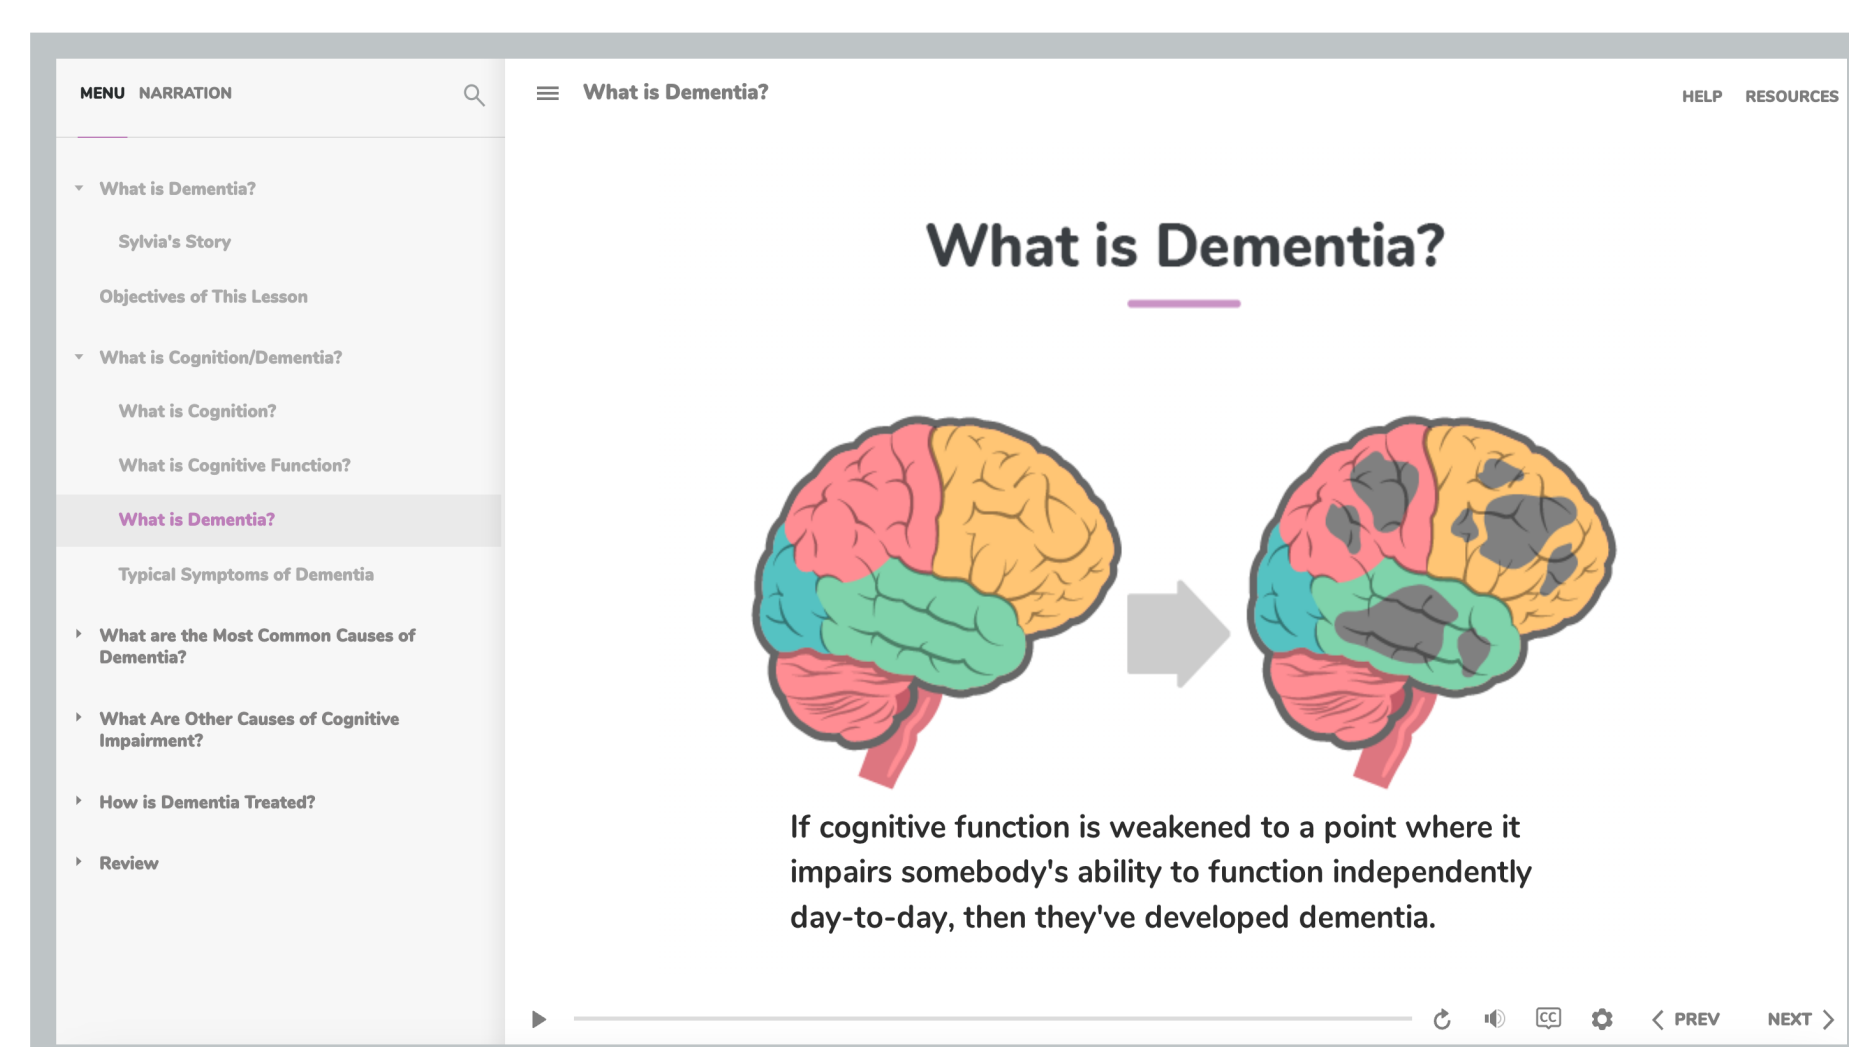 MENU NARRATION
What is Dementia?
Sylvia's Story
Objectives of This Lesson
What is Cognition/Dementia?
What is Cognition?
What is Cognitive Function?
What is Dementia?
Typical Symptoms of Dementia
What are the Most Common Causes of
Dementia?
What Are Other Causes of Cognitive
Impairment?
How is Dementia Treated?
Review
What is Dementia?
HELP RESOURCES
What is Dementia?
If cognitive function is weakened to a point where it
impairs somebody's ability to function independently
day-to-day, then they've developed dementia.
CC
PREV NEXT